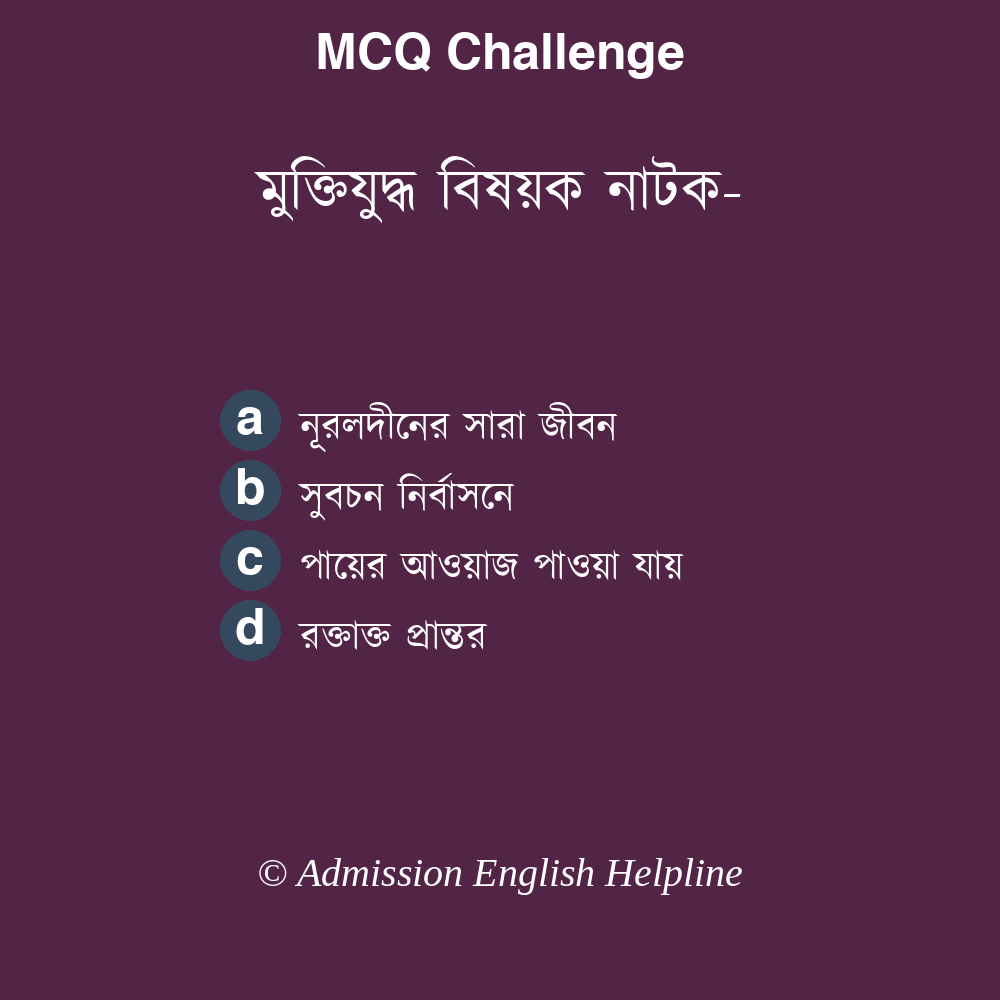 MCQ Challenge
মুক্তিযুদ্ধ বিষয়ক নাটক-
a নূরলদীনের সারা জীবন
b সুবচন নির্বাসনে
c পায়ের আওয়াজ পাওয়া যায়
d রক্তাক্ত প্রান্তর
© Admission English Helpline